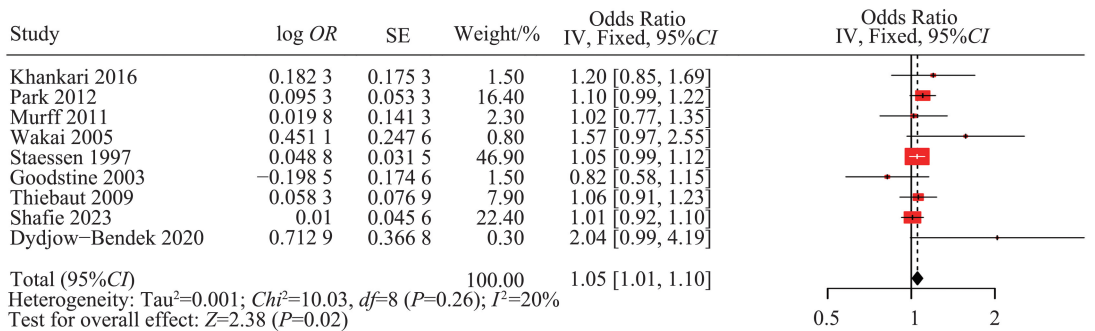 Odds Ratio Odds Ratio
Study log OR SE Weight/% IV, Fixed, 95%CI IV, Fixed, 95%CI
Khankari 2016 0.182 3 0.175 3 1.50 1.20 [0.85, 1.69]
Park 2012 0.095 3 0.053 3 16.40 1.10 [0.99, 1.22]
Murff 2011 0.019 8 0.141 3 2.30 1.02 [0.77, 1.35]
Wakai 2005 0.451 1 0.247 6 0.80 1.57 [0.97, 2.55]
Staessen 1997 0.048 8 0.031 5 46.90 1.05 [0.99, 1.12]
Goodstine 2003 −0.198 5 0.174 6 1.50 0.82 [0.58, 1.15]
Thiebaut 2009 0.058 3 0.076 9 7.90 1.06 [0.91, 1.23]
Shafie 2023 0.01 0.045 6 22.40 1.01 [0.92, 1.10]
Dydjow−Bendek 2020 0.712 9 0.366 8 0.30 2.04 [0.99, 4.19]
Total (95%CI) 100.00 1.05 [1.01, 1.10]
Heterogeneity: Tau²=0.001; Chi²=10.03, df=8 (P=0.26); I²=20%
Test for overall effect: Z=2.38 (P=0.02)
0.5 1 2